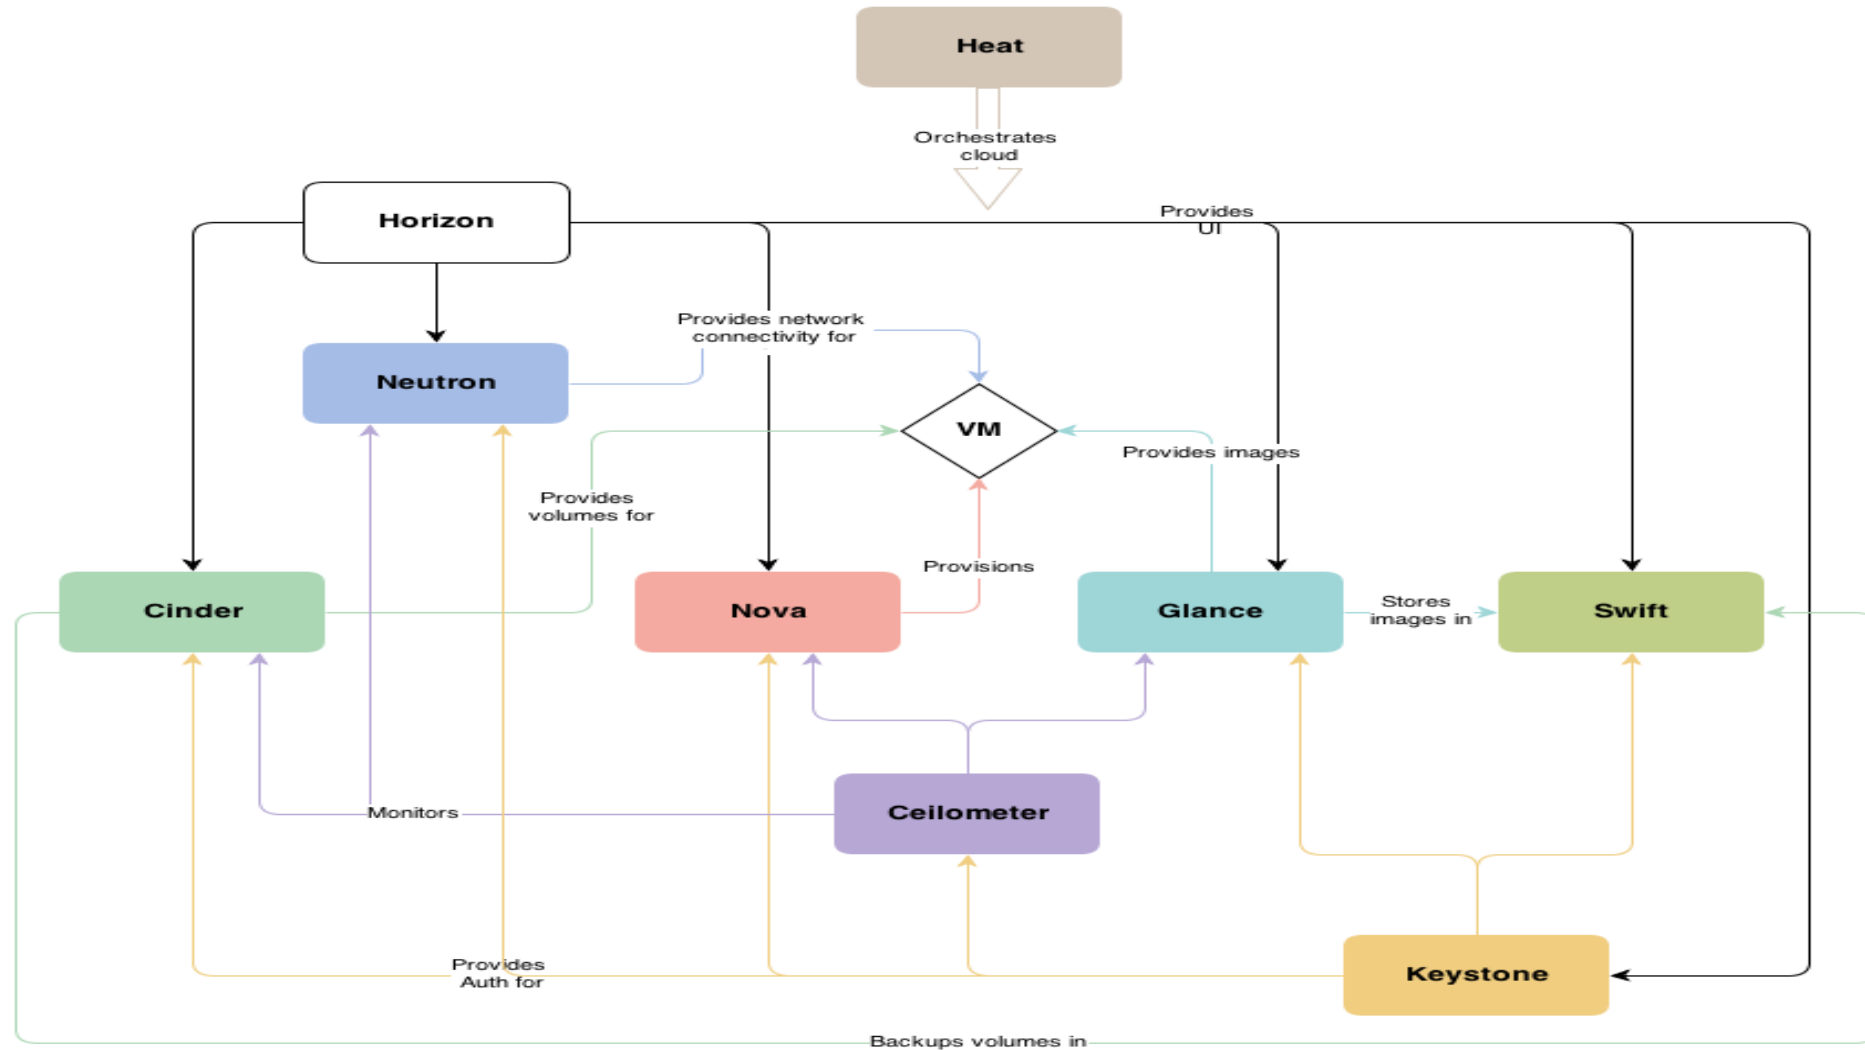 Heat
Orchestrates
cloud
Provides
UI
Horizon
Provides network
connectivity for
Neutron
VM
Provides images
Provides
volumes for
Provisions
Cinder
Nova
Glance
Stores
images in
Swift
Monitors
Ceilometer
Provides
Auth for
Keystone
Backups volumes in